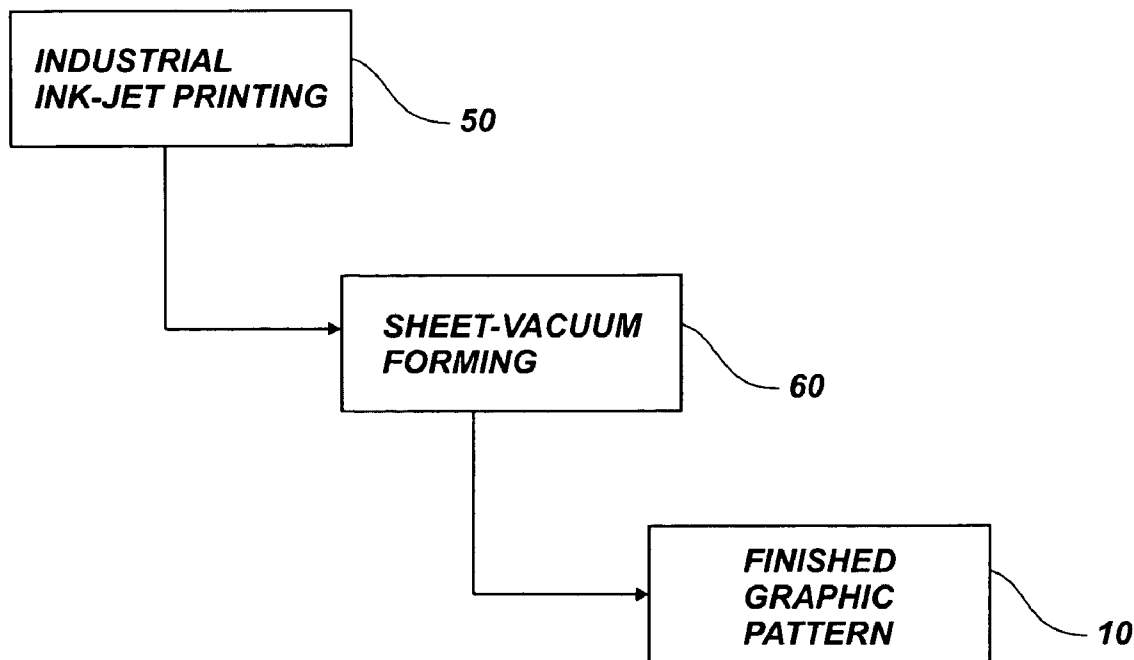 INDUSTRIAL
INK-JET PRINTING
50
SHEET-VACUUM
FORMING
60
FINISHED
GRAPHIC
PATTERN
10